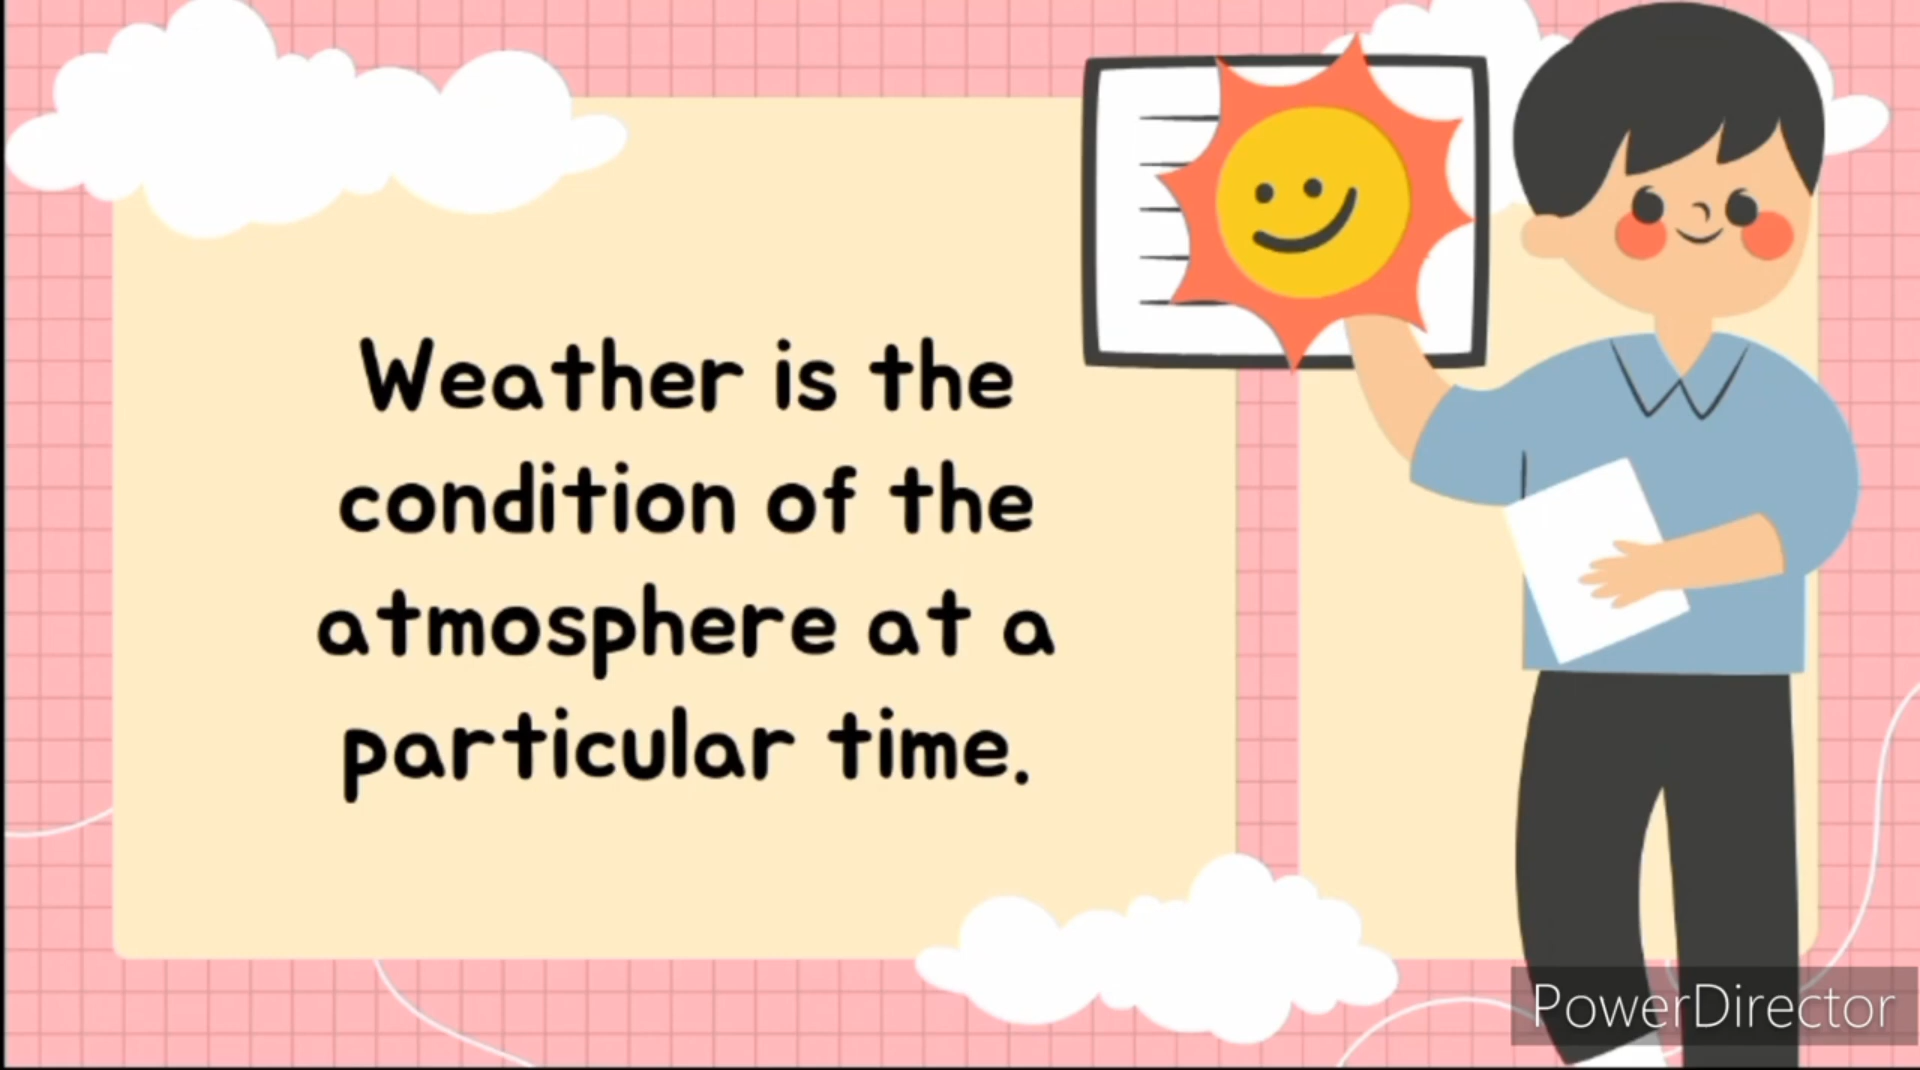 Weather is the
condition of the
atmosphere at a
particular time.
PowerDirector